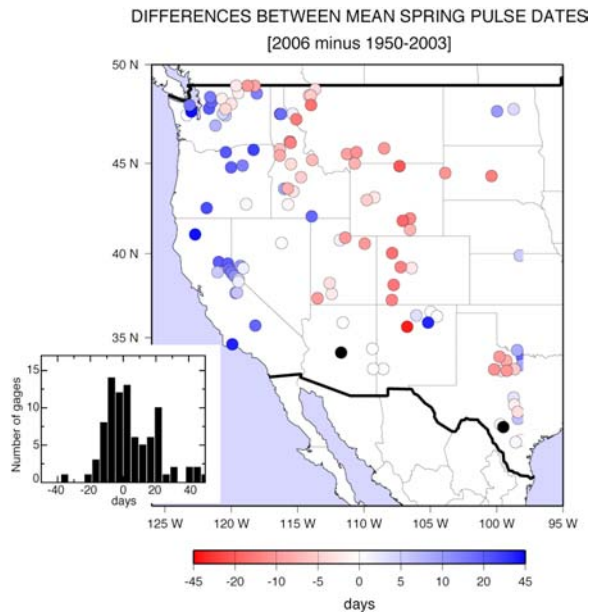 DIFFERENCES BETWEEN MEAN SPRING PULSE DATES
[2006 minus 1950-2003]
50 N
45 N
40 N
35 N
15
10
5
0
Number of gages
-40 -20 0 20 40
days
125 W 120 W 115 W 110 W 105 W 100 W 95 W
-45 -20 -10 -5 0 5 10 20 45
days